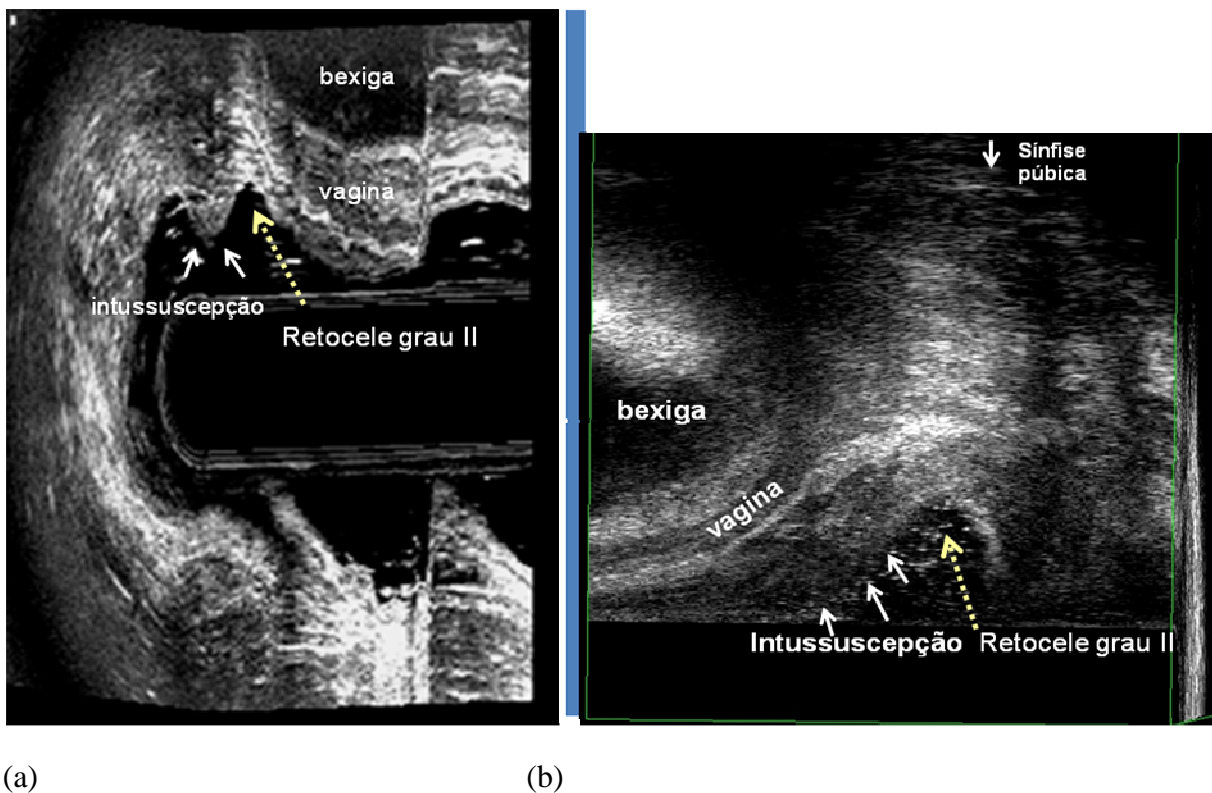 bexiga
vagina
intussuscepção
Retocele grau II
Sínfise
púbica
bexiga
vagina
Intussuscepção Retocele grau II
(a) (b)